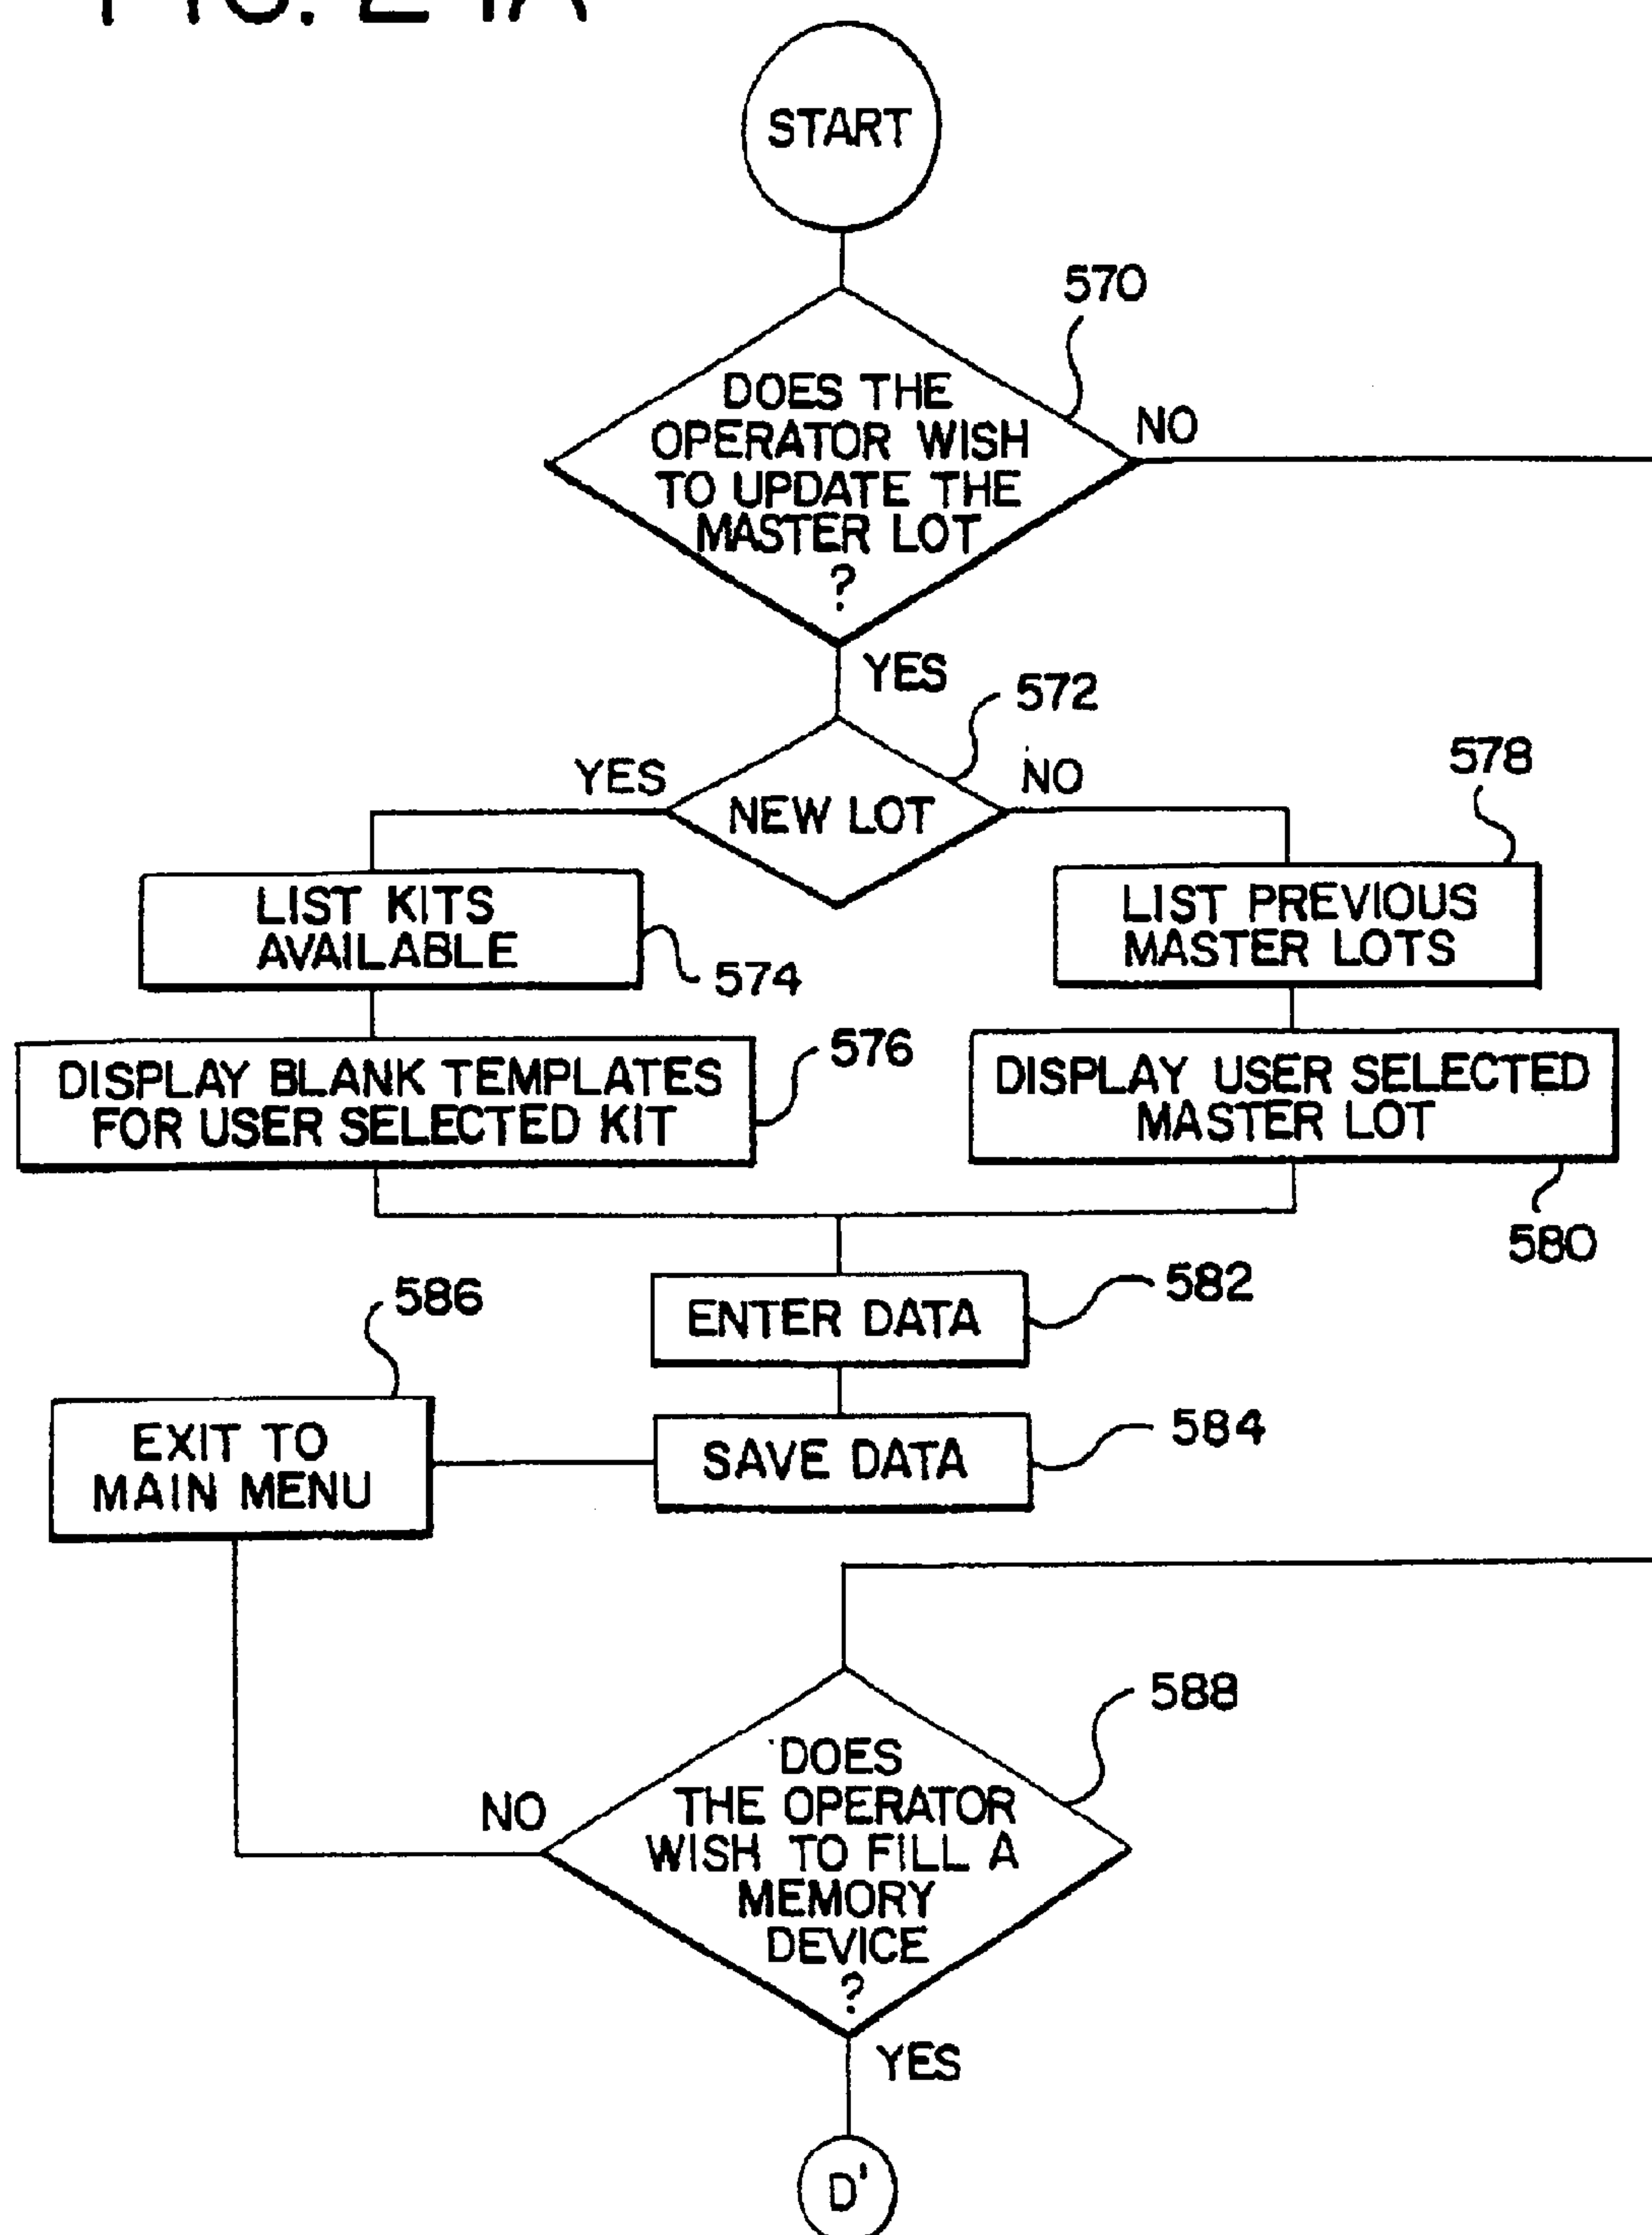 FIG. 24A
START
570
DOES THE
OPERATOR WISH
TO UPDATE THE
MASTER LOT
?
NO
YES
572
YES
NEW LOT
NO
578
LIST KITS
AVAILABLE
574
LIST PREVIOUS
MASTER LOTS
DISPLAY BLANK TEMPLATES
FOR USER SELECTED KIT
576
DISPLAY USER SELECTED
MASTER LOT
580
ENTER DATA
582
586
EXIT TO
MAIN MENU
SAVE DATA
584
588
DOES
THE OPERATOR
WISH TO FILL A
MEMORY
DEVICE
?
NO
YES
D'